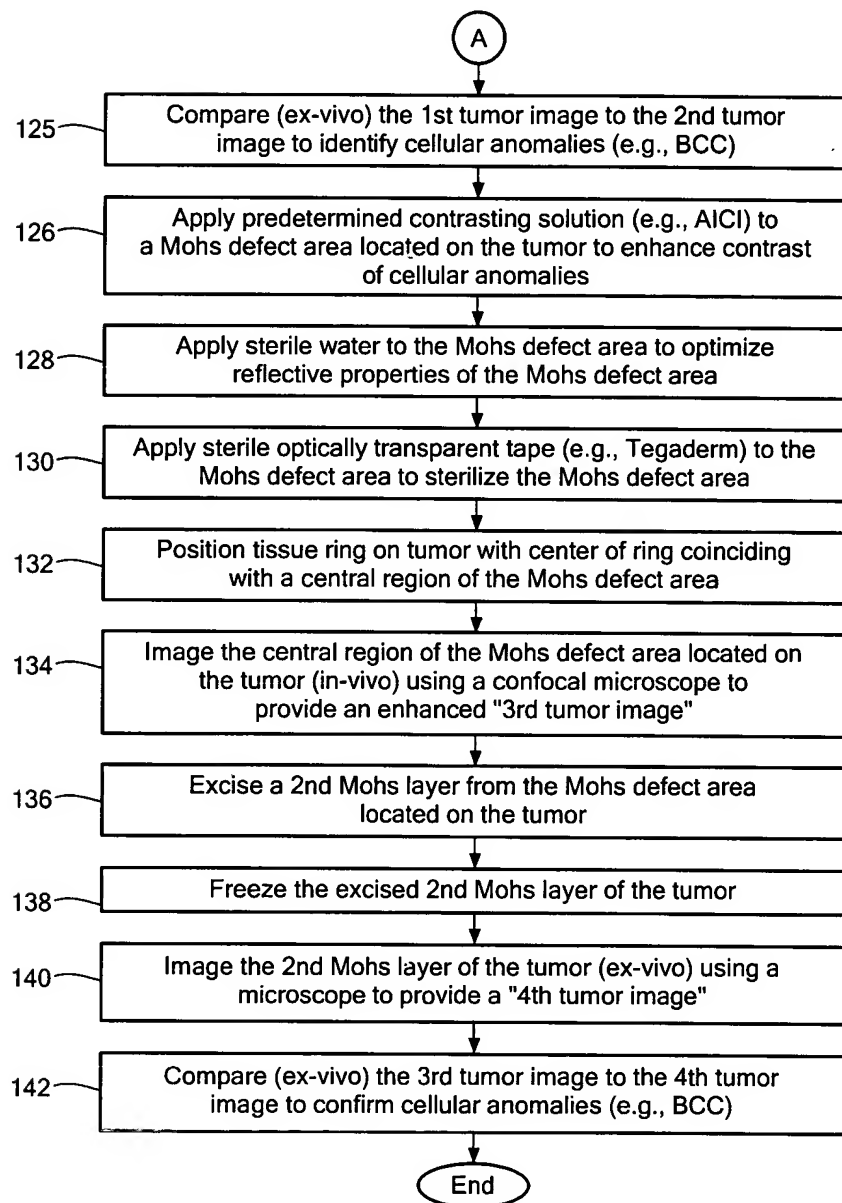 A
125
Compare (ex-vivo) the 1st tumor image to the 2nd tumor
image to identify cellular anomalies (e.g., BCC)
126
Apply predetermined contrasting solution (e.g., AlCl) to
a Mohs defect area located on the tumor to enhance contrast
of cellular anomalies
128
Apply sterile water to the Mohs defect area to optimize
reflective properties of the Mohs defect area
130
Apply sterile optically transparent tape (e.g., Tegaderm) to the
Mohs defect area to sterilize the Mohs defect area
132
Position tissue ring on tumor with center of ring coinciding
with a central region of the Mohs defect area
134
Image the central region of the Mohs defect area located on
the tumor (in-vivo) using a confocal microscope to
provide an enhanced "3rd tumor image"
136
Excise a 2nd Mohs layer from the Mohs defect area
located on the tumor
138
Freeze the excised 2nd Mohs layer of the tumor
140
Image the 2nd Mohs layer of the tumor (ex-vivo) using a
microscope to provide a "4th tumor image"
142
Compare (ex-vivo) the 3rd tumor image to the 4th tumor
image to confirm cellular anomalies (e.g., BCC)
End